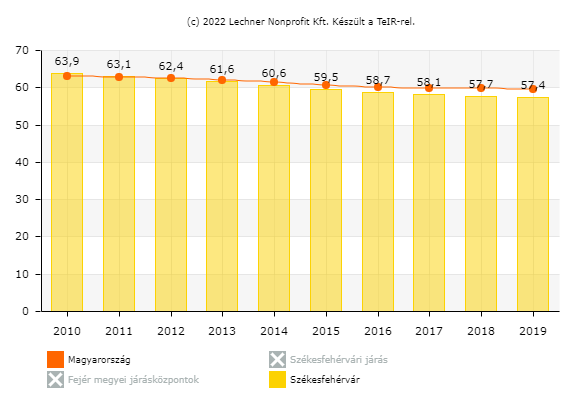 (c) 2022 Lechner Nonprofit Kft. Készült a TeIR-rel.
70
60
50
40
30
20
10
0
63,9 63,1 62,4 61,6 60,6 59,5 58,7 58,1 57,7 57,4
2010 2011 2012 2013 2014 2015 2016 2017 2018 2019
Magyarország Székesfehérvári járás
Fejér megyei járásközpontok Székesfehérvár